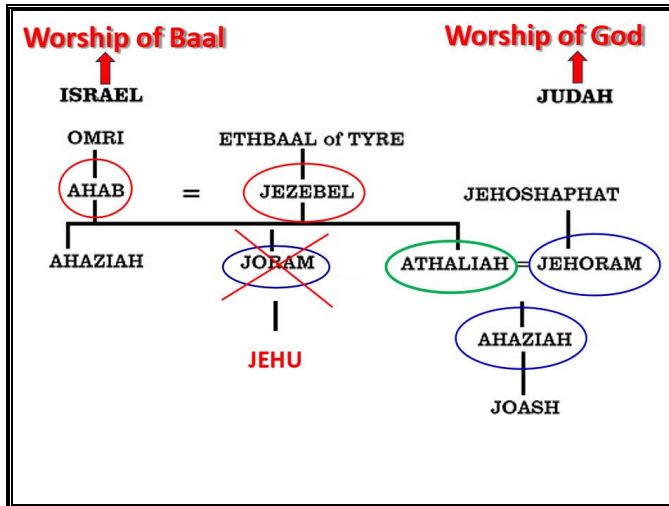 Worship of Baal Worship of God
ISRAEL JUDAH
OMRI ETHBAAL of TYRE
AHAB = JEZEBEL JEHOSHAPHAT
AHAZIAH JORAM ATHALIAH = JEHORAM
JEHU AHAZIAH
JOASH